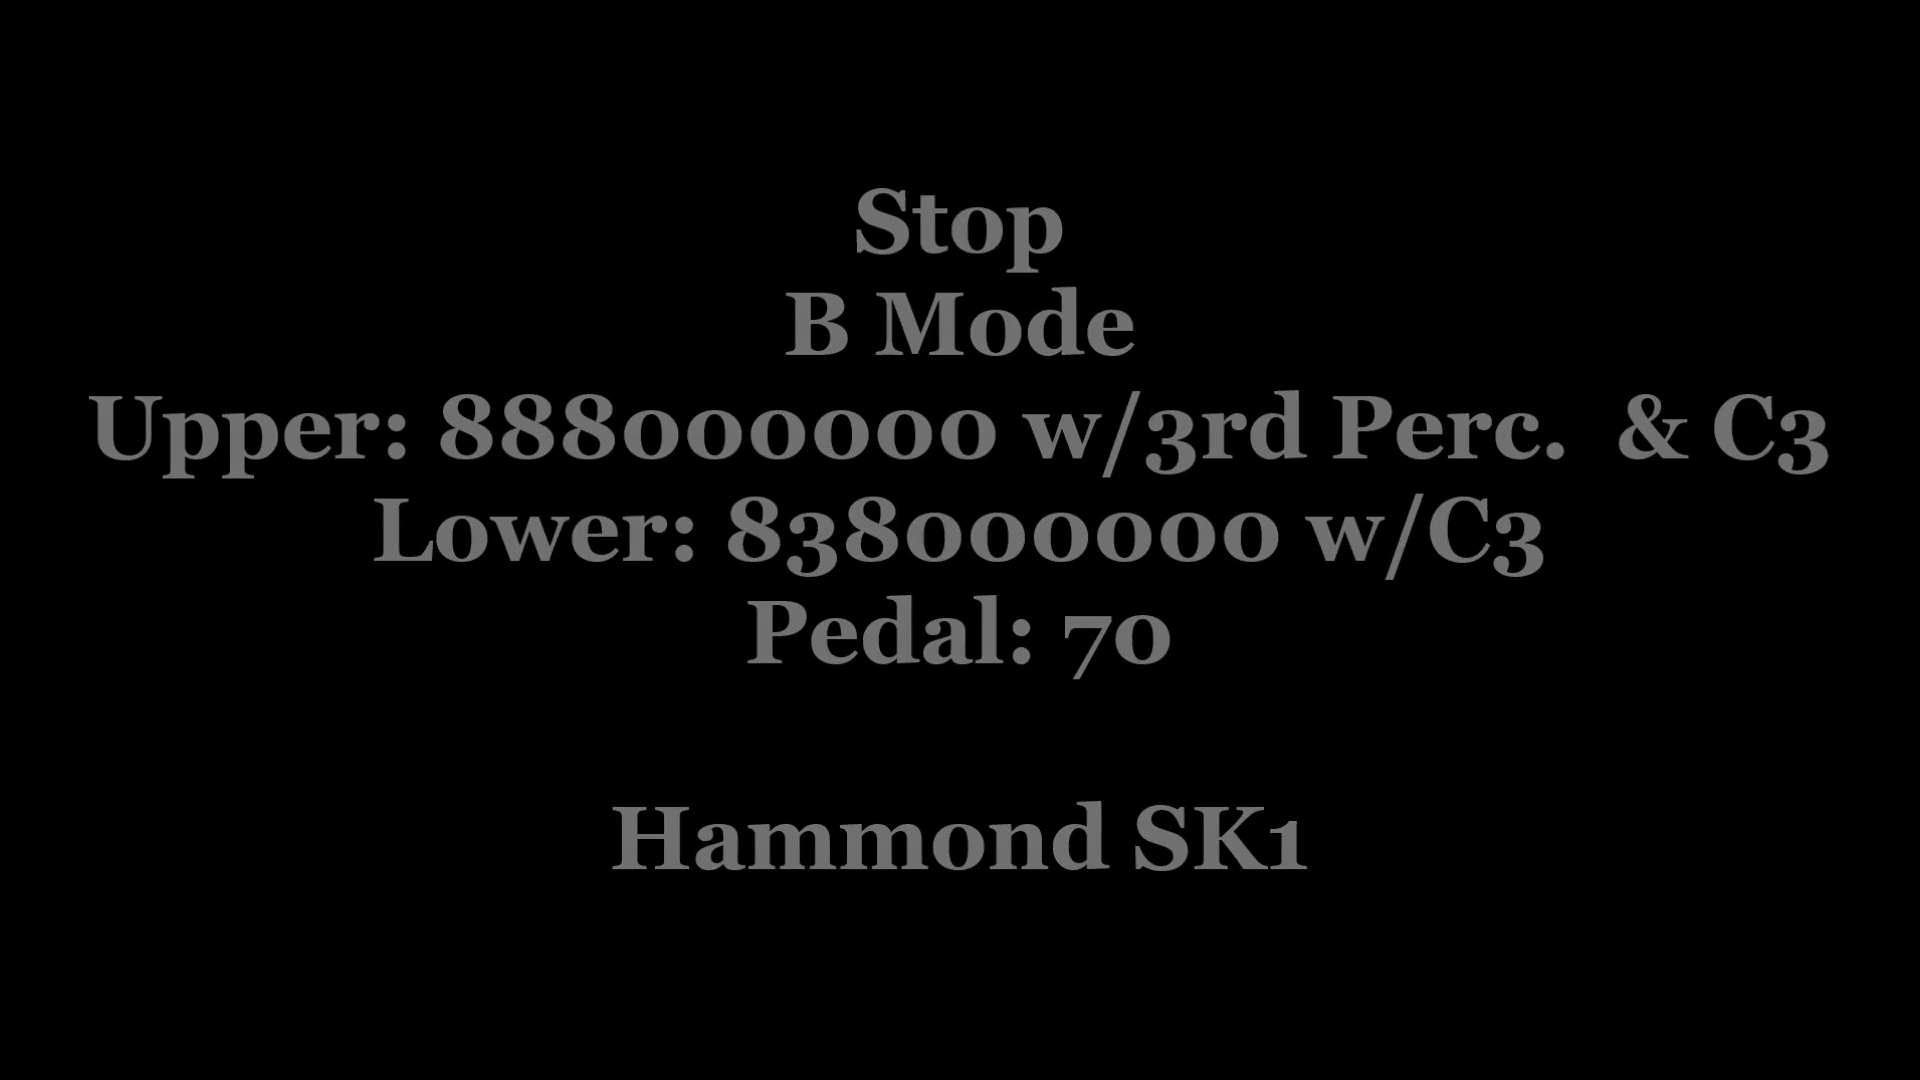 Stop
B Mode
Upper: 888000000 w/3rd Perc.  & C3
Lower: 838000000 w/C3
Pedal: 70
Hammond SK1